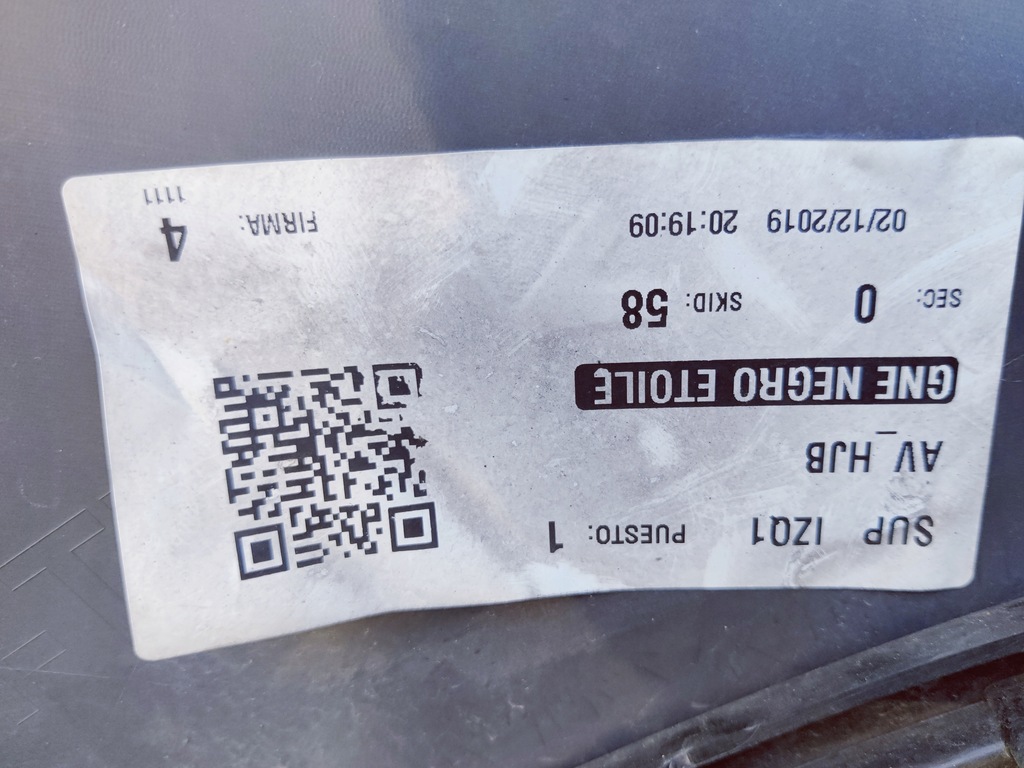 SUP IZQ1 PUESTO: 1
AV_HJB
GNE NEGRO ETOILE
SEC: 0 SKID: 58
02/12/2019 20:19:09 FIRMA: 4
1111